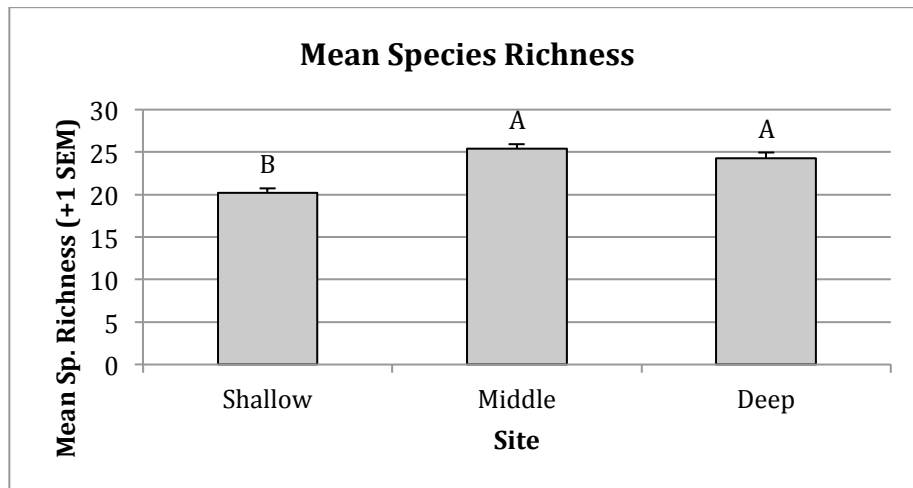 Mean Species Richness
Mean Sp. Richness (+1 SEM)
30
25
20
15
10
5
0
B
A
A
Shallow Middle Deep
Site